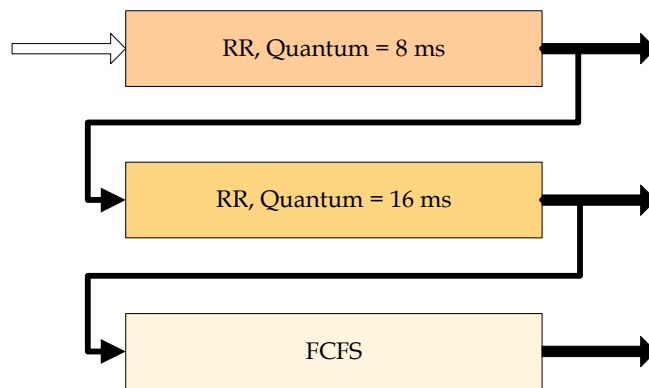 RR, Quantum = 8 ms
RR, Quantum = 16 ms
FCFS